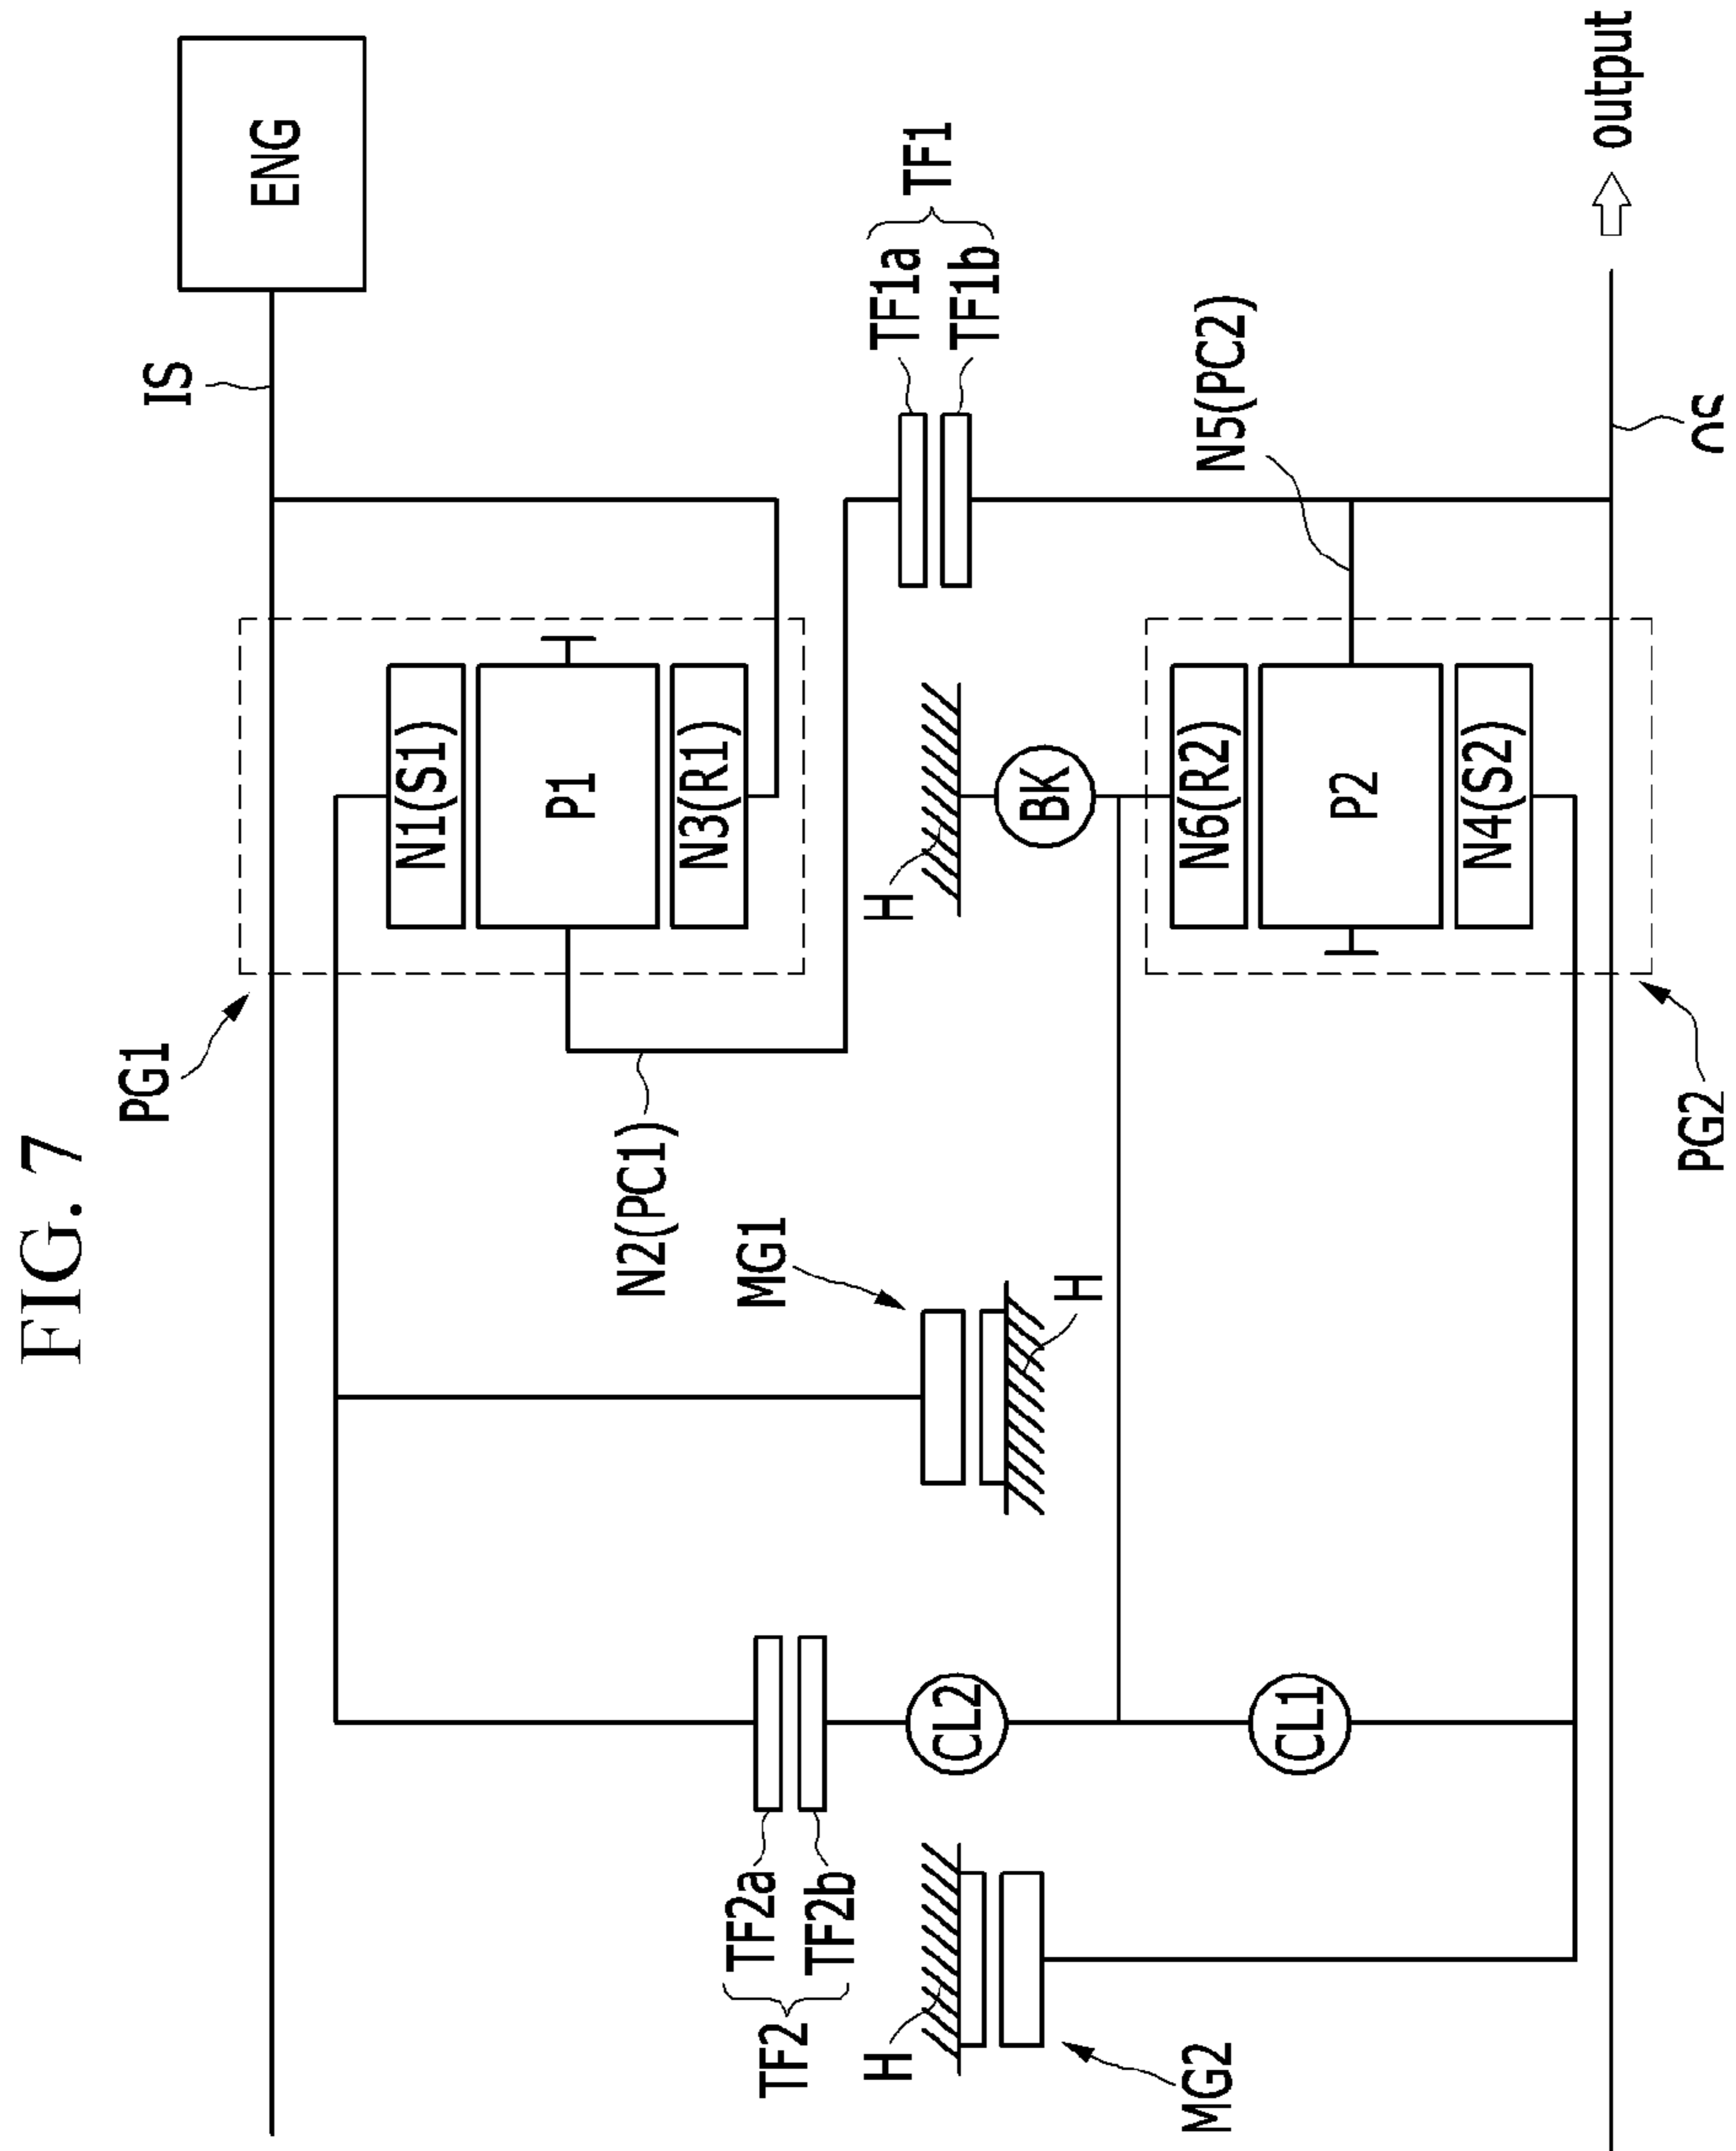 FIG. 7
PG1
IS
ENG
N1(S1)
P1
N2(PC1)
N3(R1)
TF2a
MG1
TF2
TF2b
H
H
TF1a
TF1
CL2
TF1b
BK
H
MG2
N6(R2)
N5(PC2)
CL1
P2
N4(S2)
output
PG2